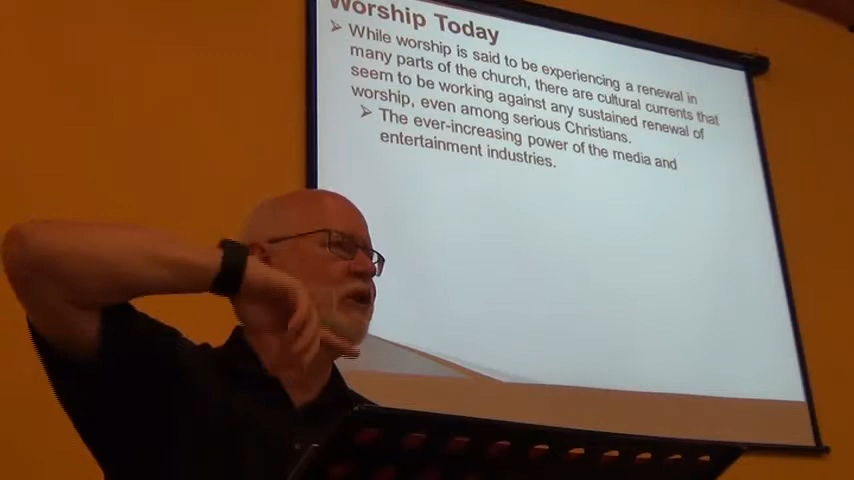 Worship Today
➢ While worship is said to be experiencing a renewal in
many parts of the church, there are cultural currents that
seem to be working against any sustained renewal of
worship, even among serious Christians.
➢ The ever-increasing power of the media and
entertainment industries.